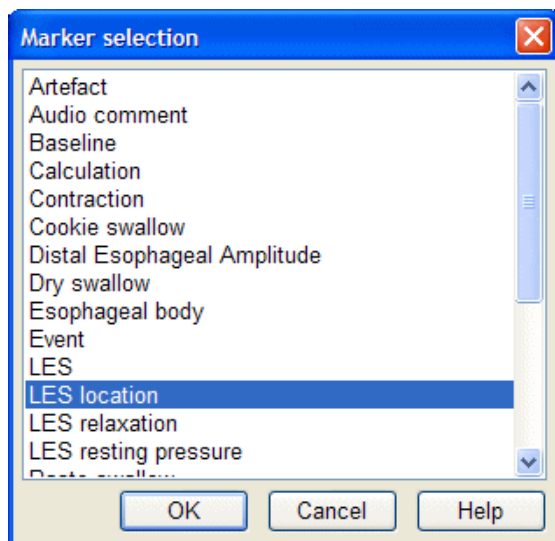 Marker selection
Artefact
Audio comment
Baseline
Calculation
Contraction
Cookie swallow
Distal Esophageal Amplitude
Dry swallow
Esophageal body
Event
LES
LES location
LES relaxation
LES resting pressure
OK Cancel Help